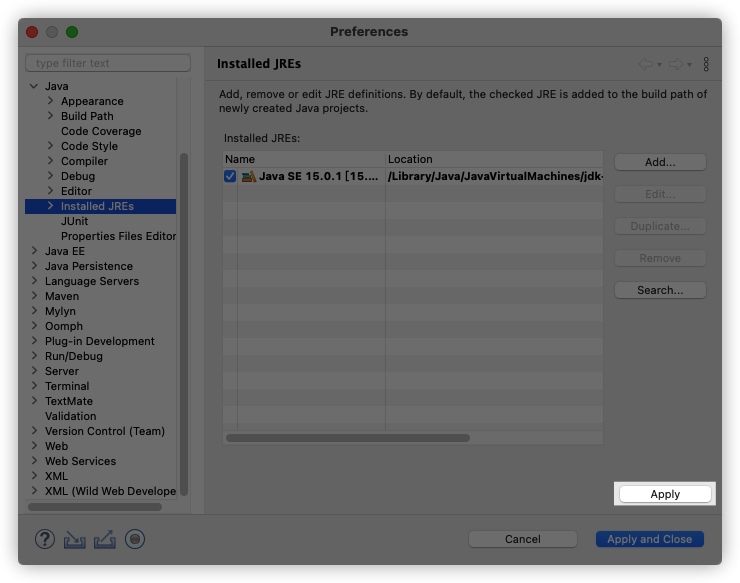 Preferences
type filter text
Java
Appearance
Build Path
Code Coverage
Code Style
Compiler
Debug
Editor
Installed JREs
JUnit
Properties Files Editor
Java EE
Java Persistence
Language Servers
Maven
Mylyn
Oomph
Plug-in Development
Run/Debug
Server
Terminal
TextMate
Validation
Version Control (Team)
Web
Web Services
XML
XML (Wild Web Develope
Installed JREs
Add, remove or edit JRE definitions. By default, the checked JRE is added to the build path of
newly created Java projects.
Installed JREs:
Name Location
Java SE 15.0.1 [15.... /Library/Java/JavaVirtualMachines/jdk-
Add...
Edit...
Duplicate...
Remove
Search...
Apply
?
Cancel
Apply and Close